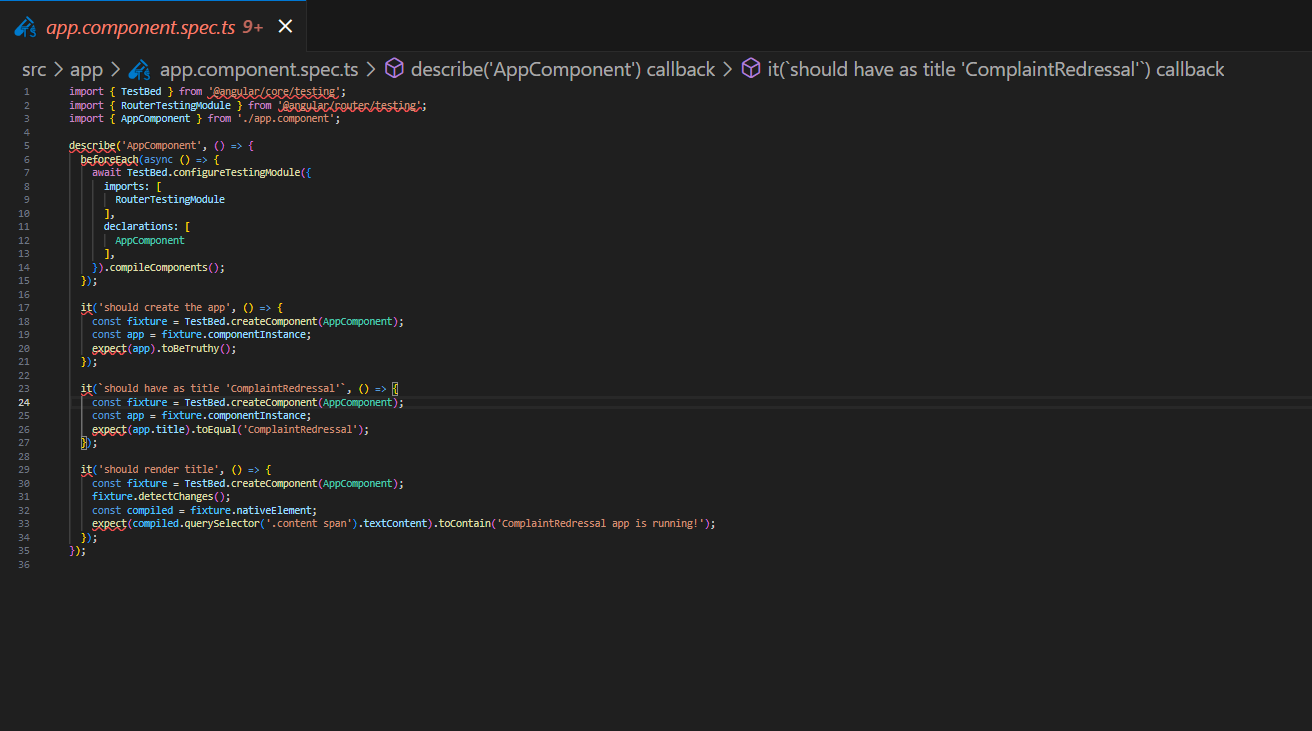 app.component.spec.ts 9+
src > app > TS app.component.spec.ts > describe('AppComponent') callback > it(`should have as title 'ComplaintRedressal'`) callback
1 import { TestBed } from '@angular/core/testing';
2 import { RouterTestingModule } from '@angular/router/testing';
3 import { AppComponent } from './app.component';
4
5 describe('AppComponent', () => {
6 beforeEach(async () => {
7 await TestBed.configureTestingModule({
8 imports: [
9 RouterTestingModule
10 ],
11 declarations: [
12 AppComponent
13 ],
14 }).compileComponents();
15 });
16
17 it('should create the app', () => {
18 const fixture = TestBed.createComponent(AppComponent);
19 const app = fixture.componentInstance;
20 expect(app).toBeTruthy();
21 });
22
23 it(`should have as title 'ComplaintRedressal'`, () => {
24 const fixture = TestBed.createComponent(AppComponent);
25 const app = fixture.componentInstance;
26 expect(app.title).toEqual('ComplaintRedressal');
27 });
28
29 it('should render title', () => {
30 const fixture = TestBed.createComponent(AppComponent);
31 fixture.detectChanges();
32 const compiled = fixture.nativeElement;
33 expect(compiled.querySelector('.content span').textContent).toContain('ComplaintRedressal app is running!');
34 });
35 });
36